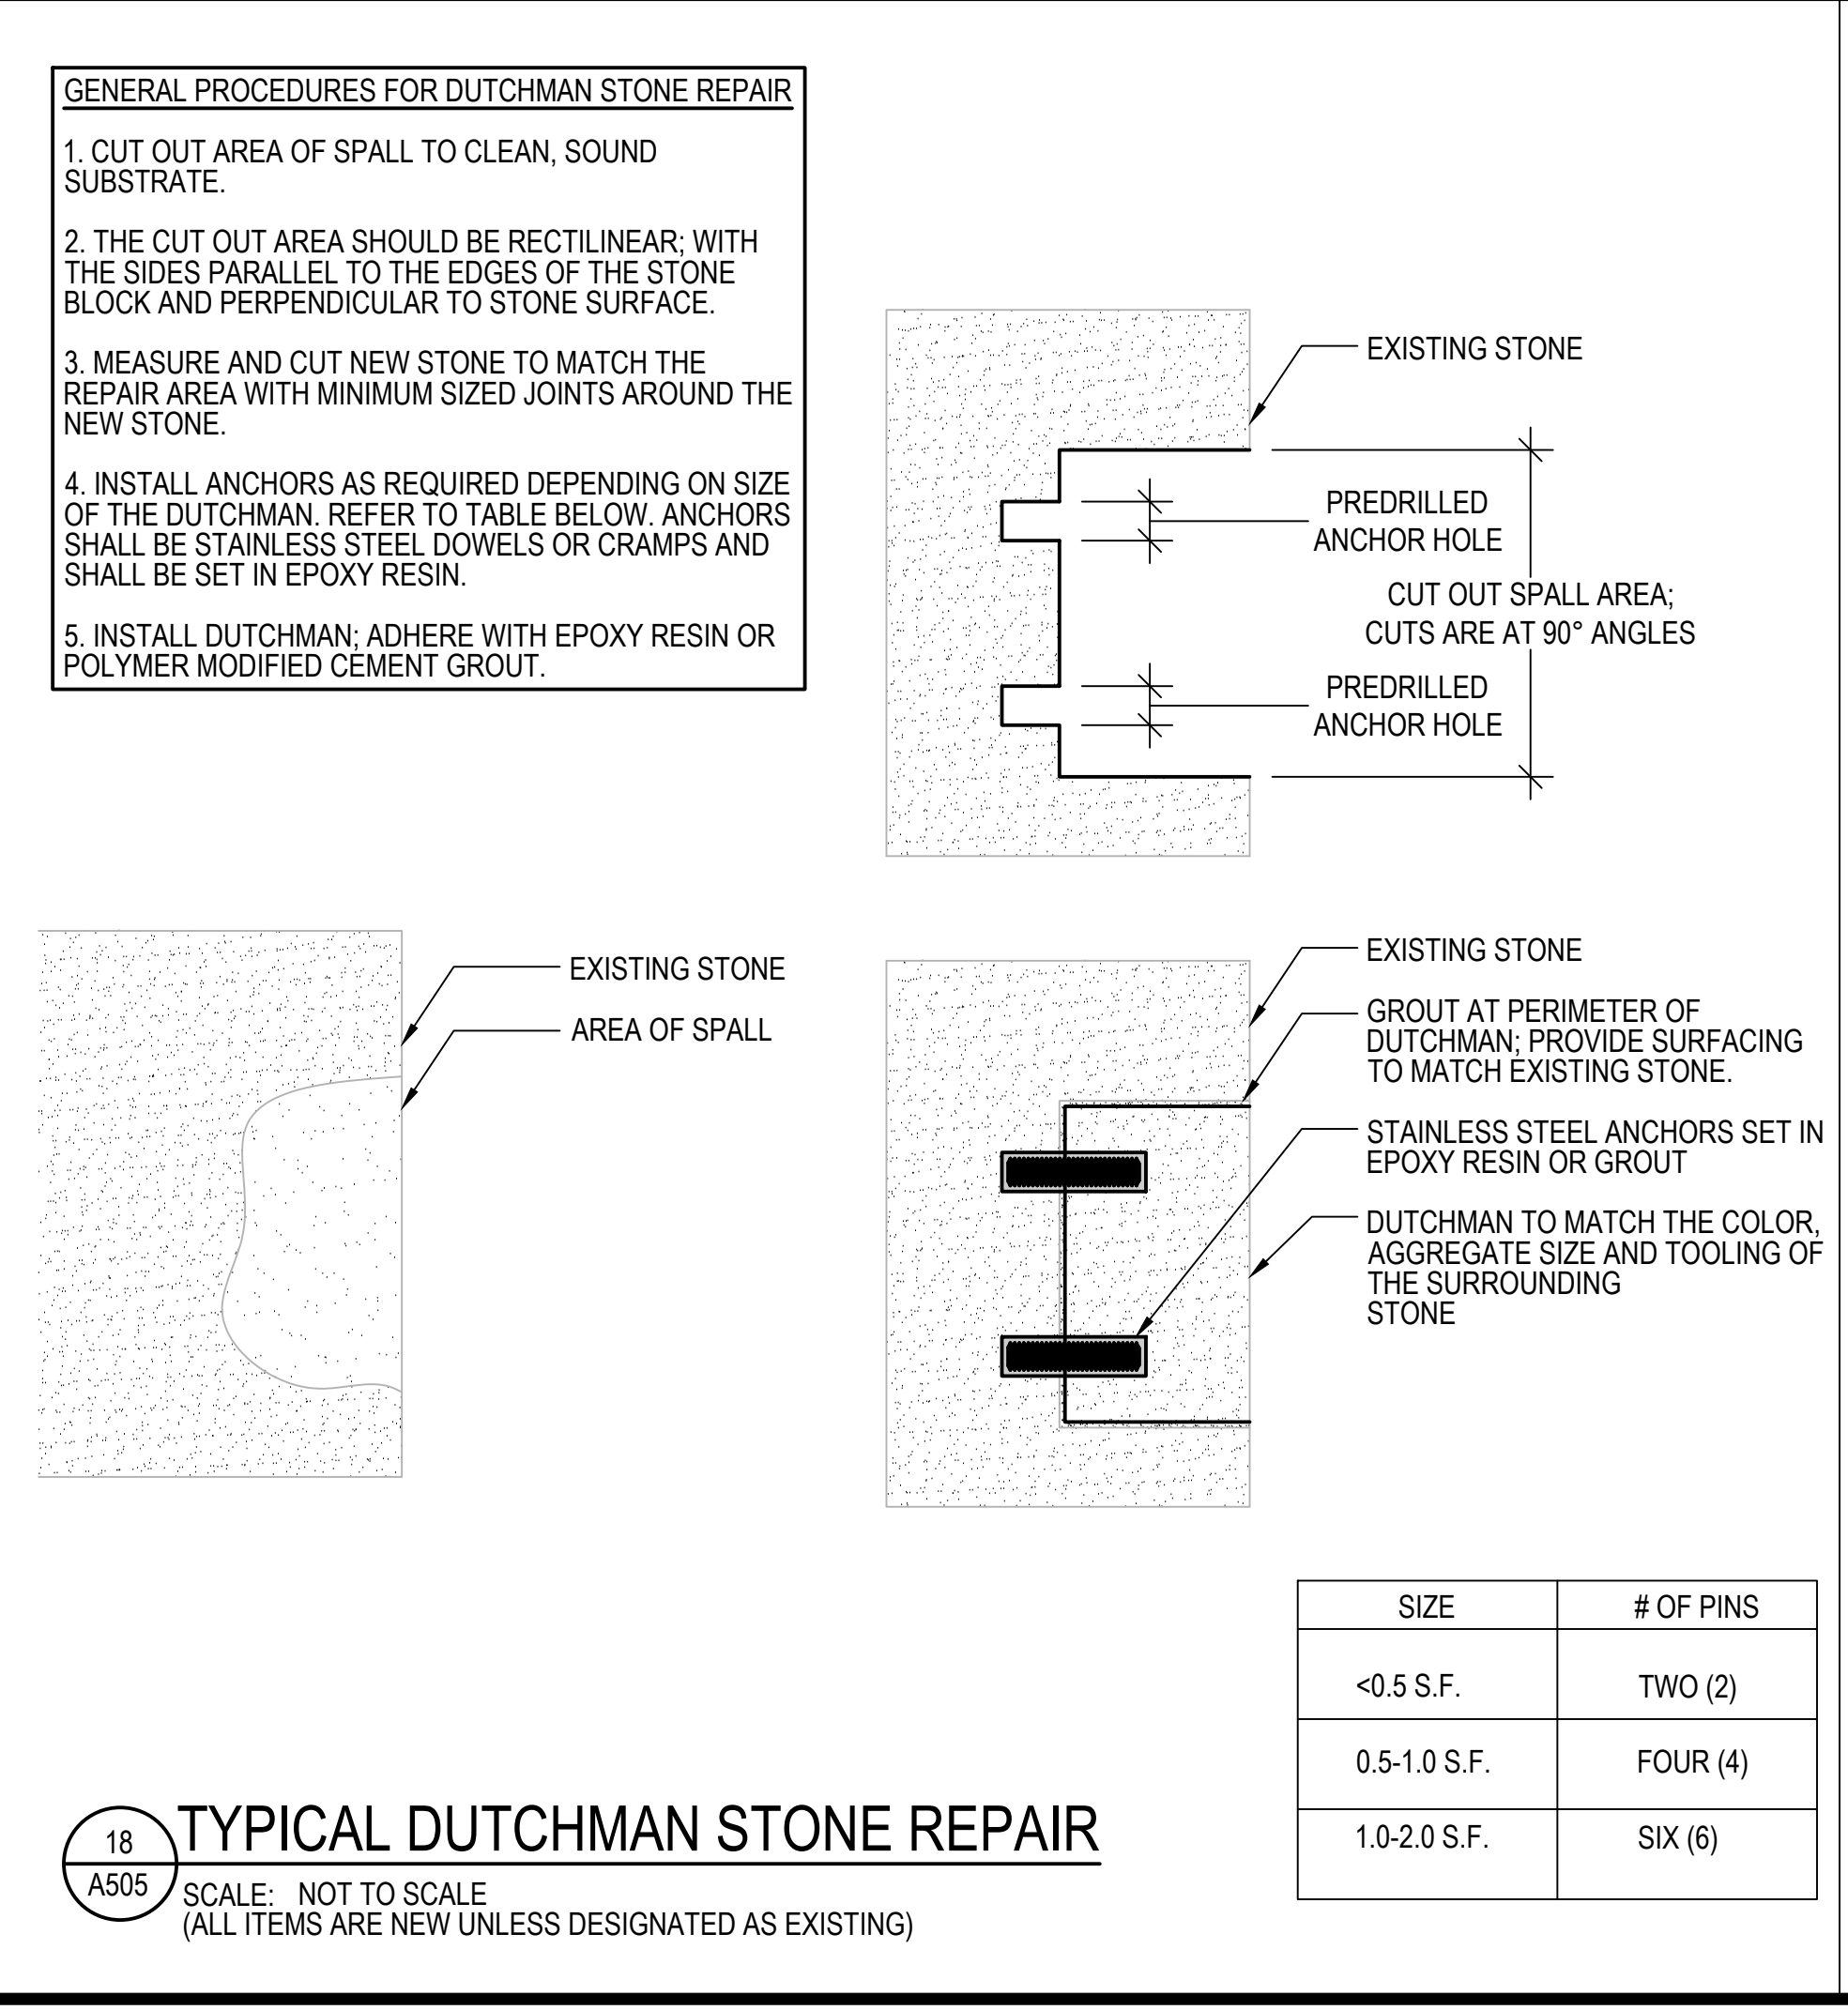 GENERAL PROCEDURES FOR DUTCHMAN STONE REPAIR
1. CUT OUT AREA OF SPALL TO CLEAN, SOUND
SUBSTRATE.
2. THE CUT OUT AREA SHOULD BE RECTILINEAR; WITH
THE SIDES PARALLEL TO THE EDGES OF THE STONE
BLOCK AND PERPENDICULAR TO STONE SURFACE.
3. MEASURE AND CUT NEW STONE TO MATCH THE
REPAIR AREA WITH MINIMUM SIZED JOINTS AROUND THE
NEW STONE.
4. INSTALL ANCHORS AS REQUIRED DEPENDING ON SIZE
OF THE DUTCHMAN. REFER TO TABLE BELOW. ANCHORS
SHALL BE STAINLESS STEEL DOWELS OR CRAMPS AND
SHALL BE SET IN EPOXY RESIN.
5. INSTALL DUTCHMAN; ADHERE WITH EPOXY RESIN OR
POLYMER MODIFIED CEMENT GROUT.
EXISTING STONE
PREDRILLED
ANCHOR HOLE
CUT OUT SPALL AREA;
CUTS ARE AT 90° ANGLES
PREDRILLED
ANCHOR HOLE
EXISTING STONE
AREA OF SPALL
EXISTING STONE
GROUT AT PERIMETER OF
DUTCHMAN; PROVIDE SURFACING
TO MATCH EXISTING STONE.
STAINLESS STEEL ANCHORS SET IN
EPOXY RESIN OR GROUT
DUTCHMAN TO MATCH THE COLOR,
AGGREGATE SIZE AND TOOLING OF
THE SURROUNDING
STONE
SIZE # OF PINS
<0.5 S.F. TWO (2)
0.5-1.0 S.F. FOUR (4)
1.0-2.0 S.F. SIX (6)
18
A505
TYPICAL DUTCHMAN STONE REPAIR
SCALE: NOT TO SCALE
(ALL ITEMS ARE NEW UNLESS DESIGNATED AS EXISTING)